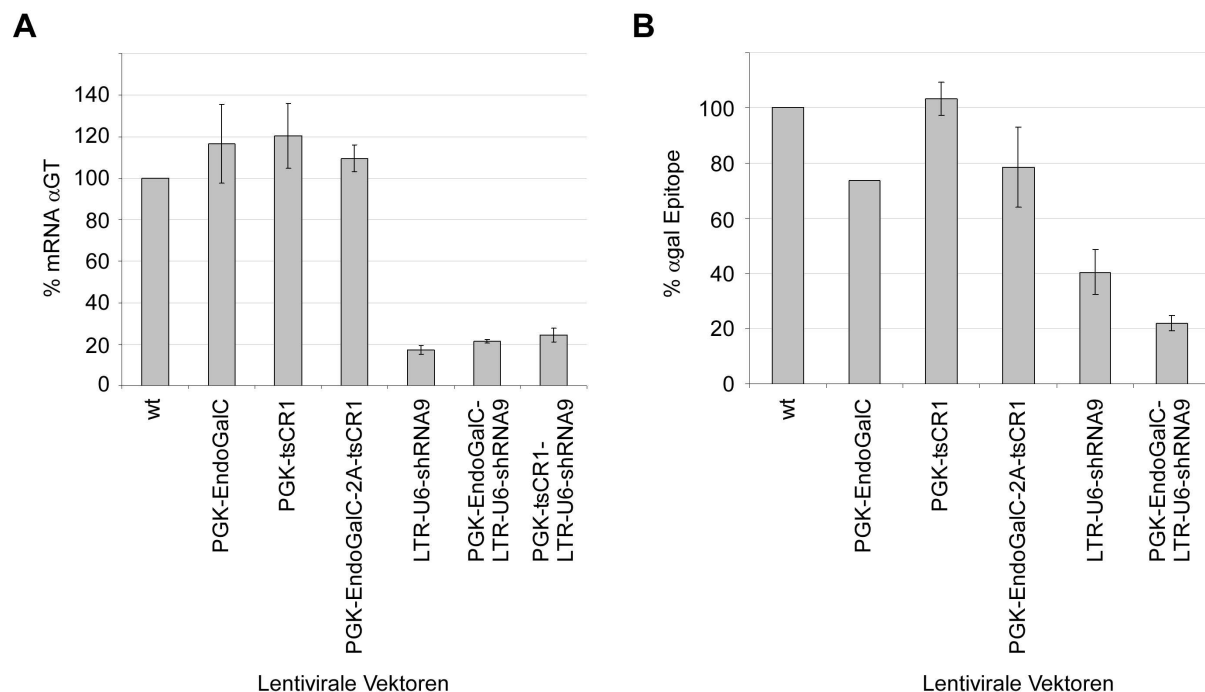 A
% mRNA αGT
140
120
100
80
60
40
20
0
wt
PGK-EndoGalC
PGK-tsCR1
PGK-EndoGalC-2A-tsCR1
LTR-U6-shRNA9
PGK-EndoGalC-
LTR-U6-shRNA9
PGK-tsCR1-
LTR-U6-shRNA9
Lentivirale Vektoren
B
% αgal Epitope
100
80
60
40
20
0
wt
PGK-EndoGalC
PGK-tsCR1
PGK-EndoGalC-2A-tsCR1
LTR-U6-shRNA9
PGK-EndoGalC-
LTR-U6-shRNA9
Lentivirale Vektoren